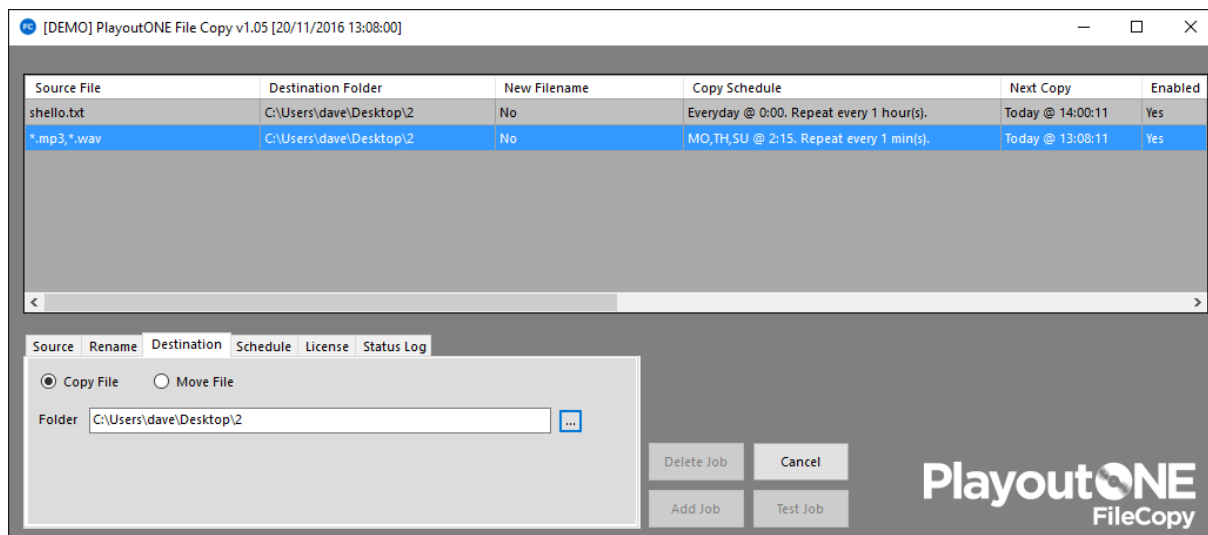 FC [DEMO] PlayoutONE File Copy v1.05 [20/11/2016 13:08:00]
Source File Destination Folder New Filename Copy Schedule Next Copy Enabled
shello.txt C:\Users\dave\Desktop\2 No Everyday @ 0:00. Repeat every 1 hour(s). Today @ 14:00:11 Yes
*.mp3,*.wav C:\Users\dave\Desktop\2 No MO,TH,SU @ 2:15. Repeat every 1 min(s). Today @ 13:08:11 Yes
Source Rename Destination Schedule License Status Log
Copy File Move File
Folder C:\Users\dave\Desktop\2 ...
Delete Job Cancel
Add Job Test Job
PlayoutONE
FileCopy